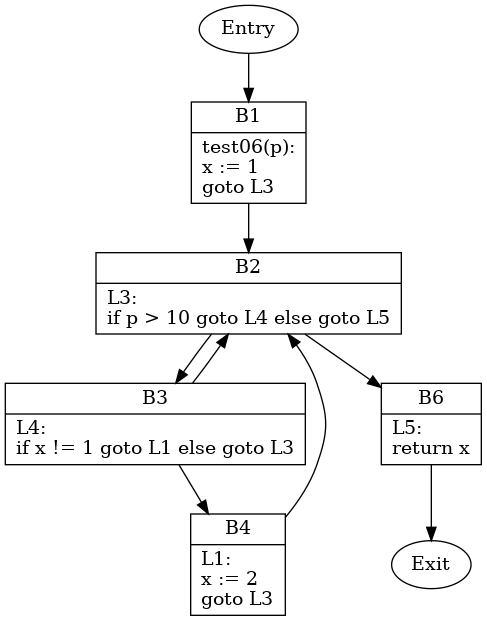 Entry
B1
test06(p):
x := 1
goto L3
B2
L3:
if p > 10 goto L4 else goto L5
B3
L4:
if x != 1 goto L1 else goto L3
B6
L5:
return x
B4
L1:
x := 2
goto L3
Exit